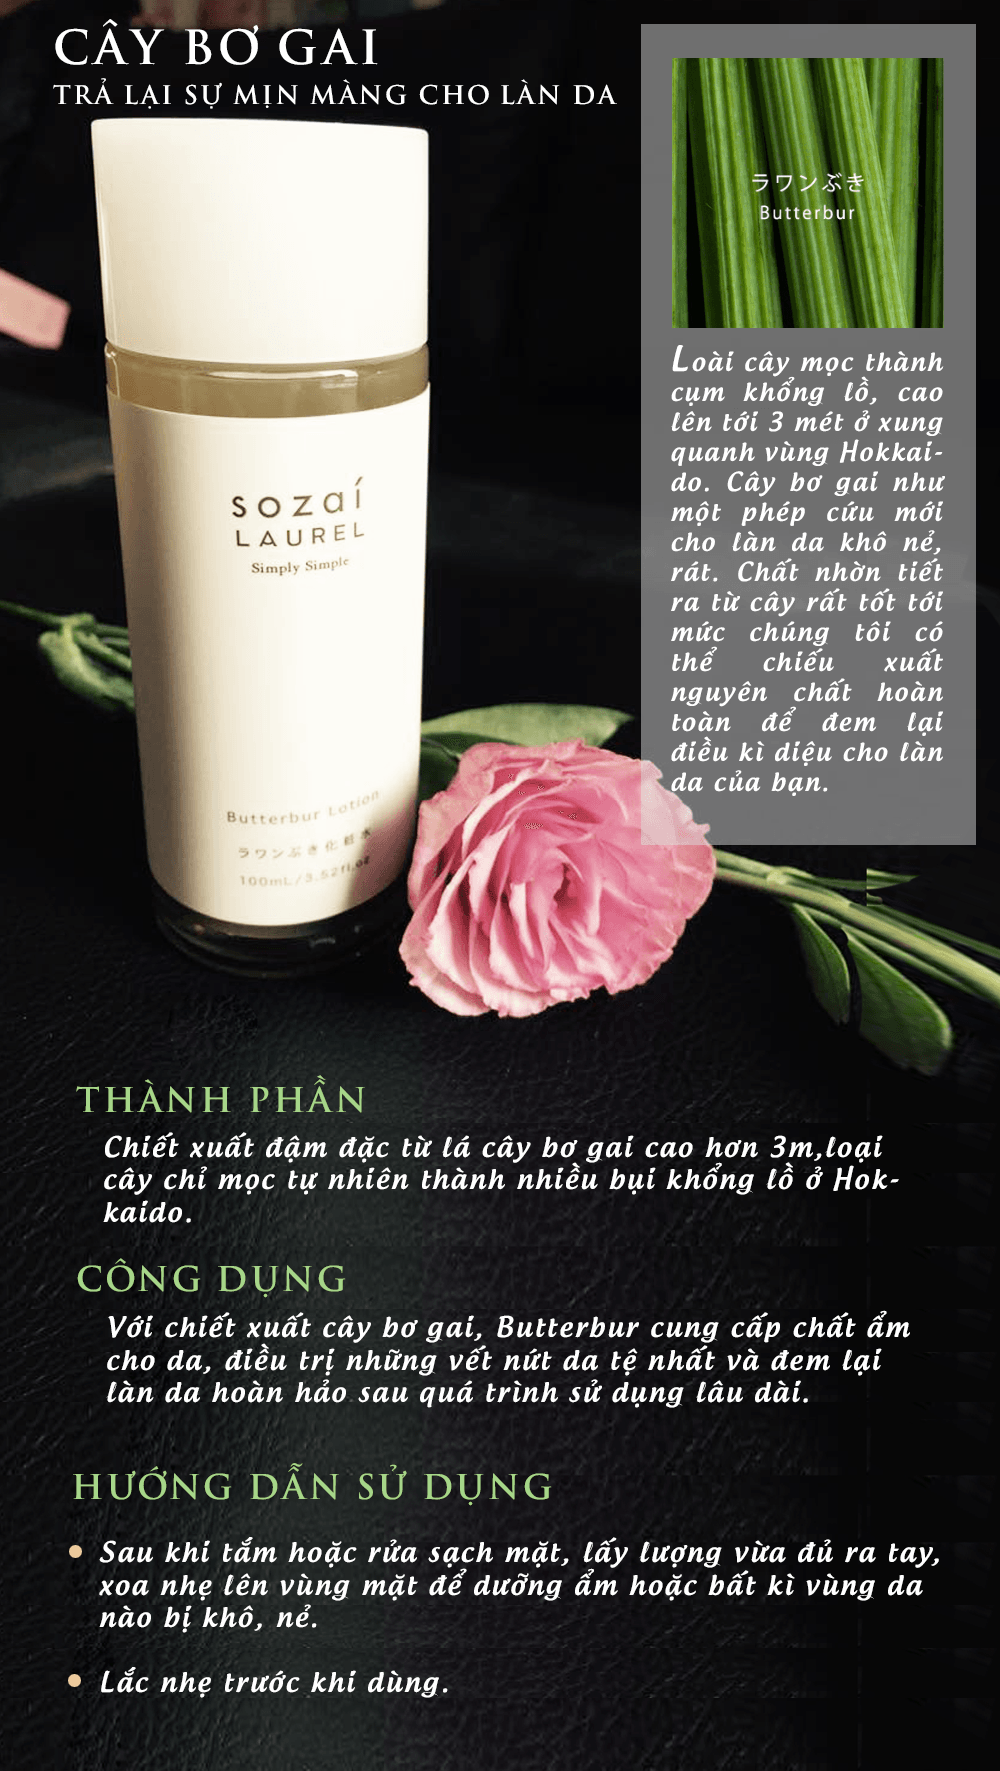 CÂY BƠ GAI
TRẢ LẠI SỰ MỊN MÀNG CHO LÀN DA
ラワンぶき
Butterbur
Loài cây mọc thành
cụm khổng lồ, cao
lên tới 3 mét ở xung
quanh vùng Hokkai-
do. Cây bơ gai như
một phép cứu mới
cho làn da khô nẻ,
rát. Chất nhờn tiết
ra từ cây rất tốt tới
mức chúng tôi có
thể chiếu xuất
nguyên chất hoàn
toàn để đem lại
điều kì diệu cho làn
da của bạn.
sozaí
LAUREL
Simply Simple
Butterbur Lotion
ラワンぶき化粧水
100mL/3.52fl.oz
THÀNH PHẦN
Chiết xuất đậm đặc từ lá cây bơ gai cao hơn 3m,loại
cây chỉ mọc tự nhiên thành nhiều bụi khổng lồ ở Hok-
kaido.
CÔNG DỤNG
Với chiết xuất cây bơ gai, Butterbur cung cấp chất ẩm
cho da, điều trị những vết nứt da tệ nhất và đem lại
làn da hoàn hảo sau quá trình sử dụng lâu dài.
HƯỚNG DẪN SỬ DỤNG
• Sau khi tắm hoặc rửa sạch mặt, lấy lượng vừa đủ ra tay,
xoa nhẹ lên vùng mặt để dưỡng ẩm hoặc bất kì vùng da
nào bị khô, nẻ.
• Lắc nhẹ trước khi dùng.